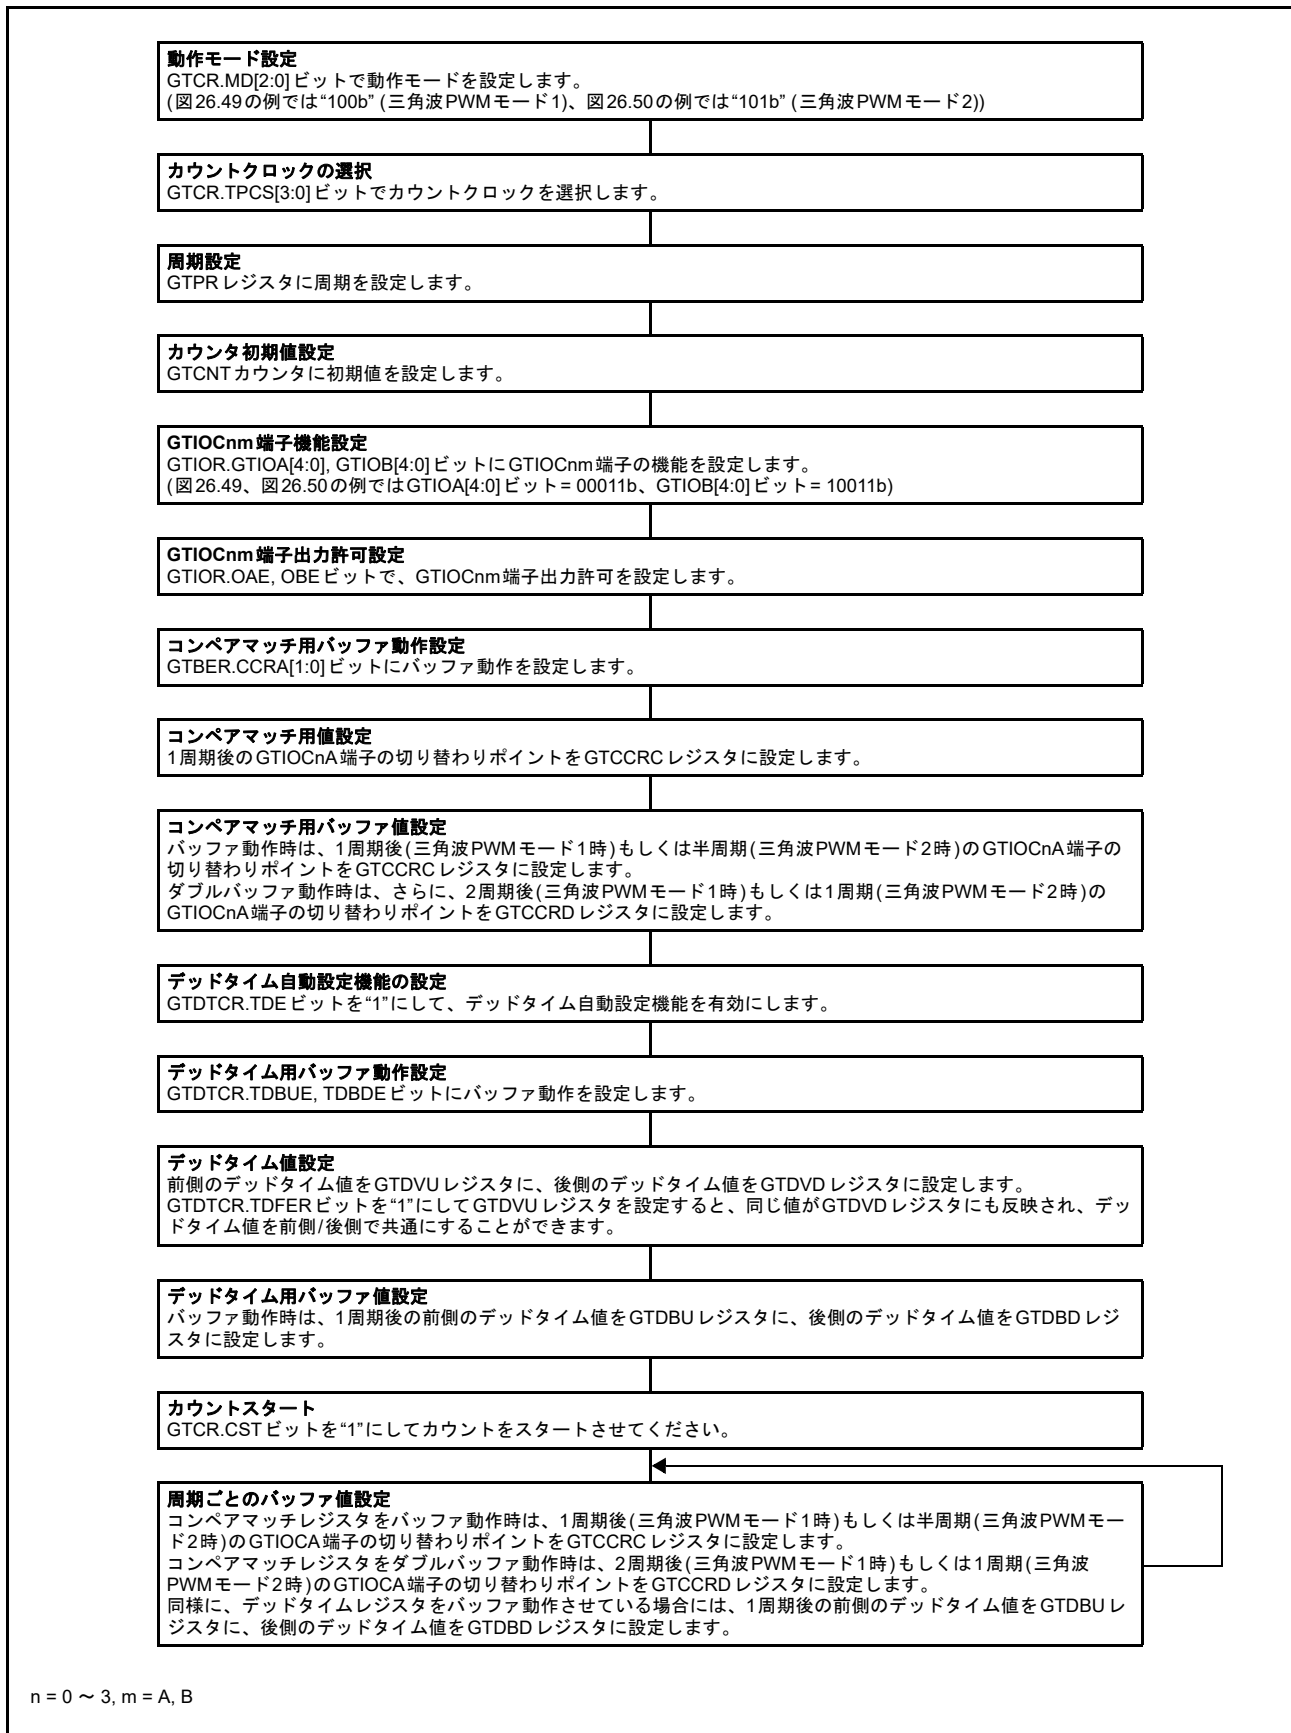 動作モード設定
GTCR.MD[2:0]ビットで動作モードを設定します。
(図26.49の例では“100b” (三角波PWMモード1)、図26.50の例では“101b” (三角波PWMモード2))
カウントクロックの選択
GTCR.TPCS[3:0]ビットでカウントクロックを選択します。
周期設定
GTPRレジスタに周期を設定します。
カウンタ初期値設定
GTCNTカウンタに初期値を設定します。
GTIOCnm端子機能設定
GTIOR.GTIOA[4:0], GTIOB[4:0]ビットにGTIOCnm端子の機能を設定します。
(図26.49、図26.50の例ではGTIOA[4:0]ビット= 00011b、GTIOB[4:0]ビット= 10011b)
GTIOCnm端子出力許可設定
GTIOR.OAE, OBEビットで、GTIOCnm端子出力許可を設定します。
コンペアマッチ用バッファ動作設定
GTBER.CCRA[1:0]ビットにバッファ動作を設定します。
コンペアマッチ用値設定
1周期後のGTIOCnA端子の切り替わりポイントをGTCCRCレジスタに設定します。
コンペアマッチ用バッファ値設定
バッファ動作時は、1周期後(三角波PWMモード1時)もしくは半周期(三角波PWMモード2時)のGTIOCnA端子の
切り替わりポイントをGTCCRCレジスタに設定します。
ダブルバッファ動作時は、さらに、2周期後(三角波PWMモード1時)もしくは1周期(三角波PWMモード2時)の
GTIOCnA端子の切り替わりポイントをGTCCRDレジスタに設定します。
デッドタイム自動設定機能の設定
GTDTCR.TDEビットを“1”にして、デッドタイム自動設定機能を有効にします。
デッドタイム用バッファ動作設定
GTDTCR.TDBUE, TDBDEビットにバッファ動作を設定します。
デッドタイム値設定
前側のデッドタイム値をGTDVUレジスタに、後側のデッドタイム値をGTDVDレジスタに設定します。
GTDTCR.TDFERビットを“1”にしてGTDVUレジスタを設定すると、同じ値がGTDVDレジスタにも反映され、デッ
ドタイム値を前側/後側で共通にすることができます。
デッドタイム用バッファ値設定
バッファ動作時は、1周期後の前側のデッドタイム値をGTDBUレジスタに、後側のデッドタイム値をGTDBDレジ
スタに設定します。
カウントスタート
GTCR.CSTビットを“1”にしてカウントをスタートさせてください。
周期ごとのバッファ値設定
コンペアマッチレジスタをバッファ動作時は、1周期後(三角波PWMモード1時)もしくは半周期(三角波PWMモー
ド2時)のGTIOCA端子の切り替わりポイントをGTCCRCレジスタに設定します。
コンペアマッチレジスタをダブルバッファ動作時は、2周期後(三角波PWMモード1時)もしくは1周期(三角波
PWMモード2時)のGTIOCA端子の切り替わりポイントをGTCCRDレジスタに設定します。
同様に、デッドタイムレジスタをバッファ動作させている場合には、1周期後の前側のデッドタイム値をGTDBUレ
ジスタに、後側のデッドタイム値をGTDBDレジスタに設定します。
n = 0 ～ 3, m = A, B